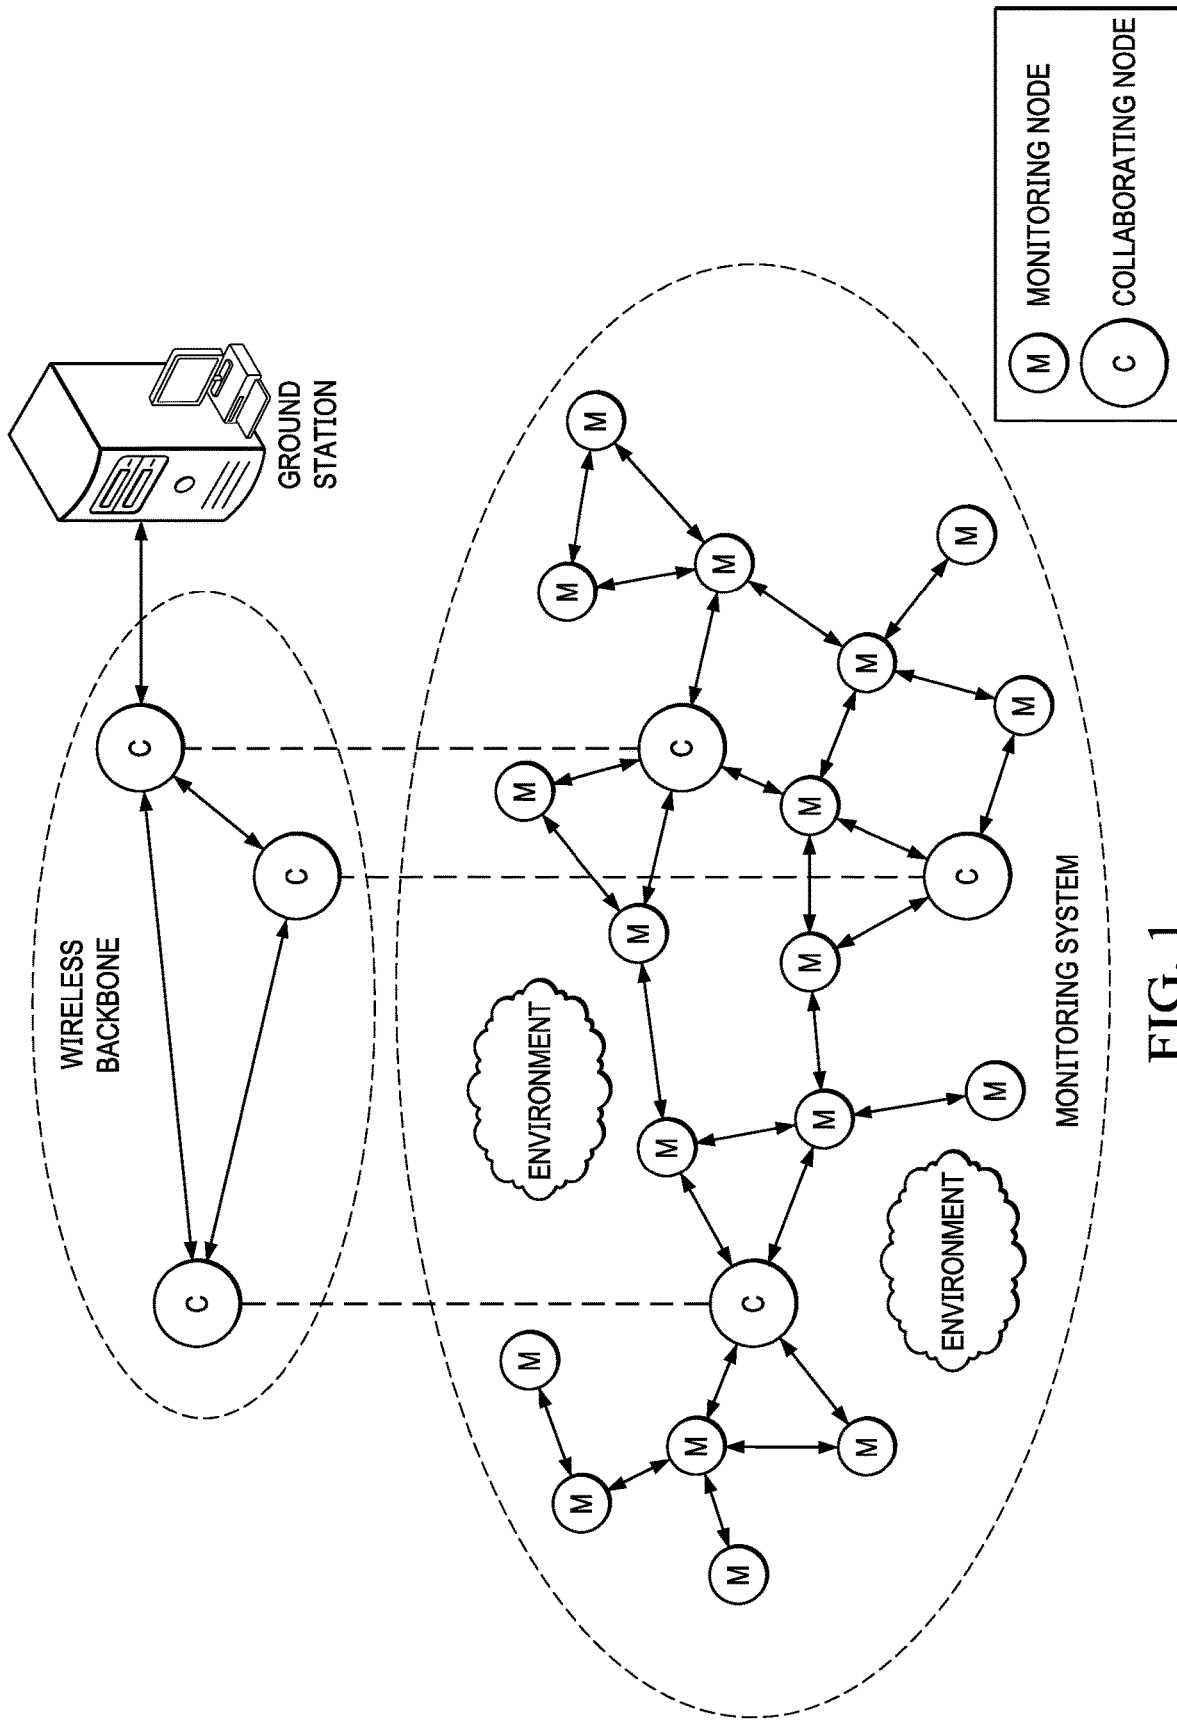 WIRELESS
BACKBONE
C
C
C
GROUND
STATION
M
M
ENVIRONMENT
M
M
M
M
M
C
M
M
M
C
M
M
M
M
M
ENVIRONMENT
C
M
M
M
MONITORING SYSTEM
M MONITORING NODE
C COLLABORATING NODE
FIG. 1